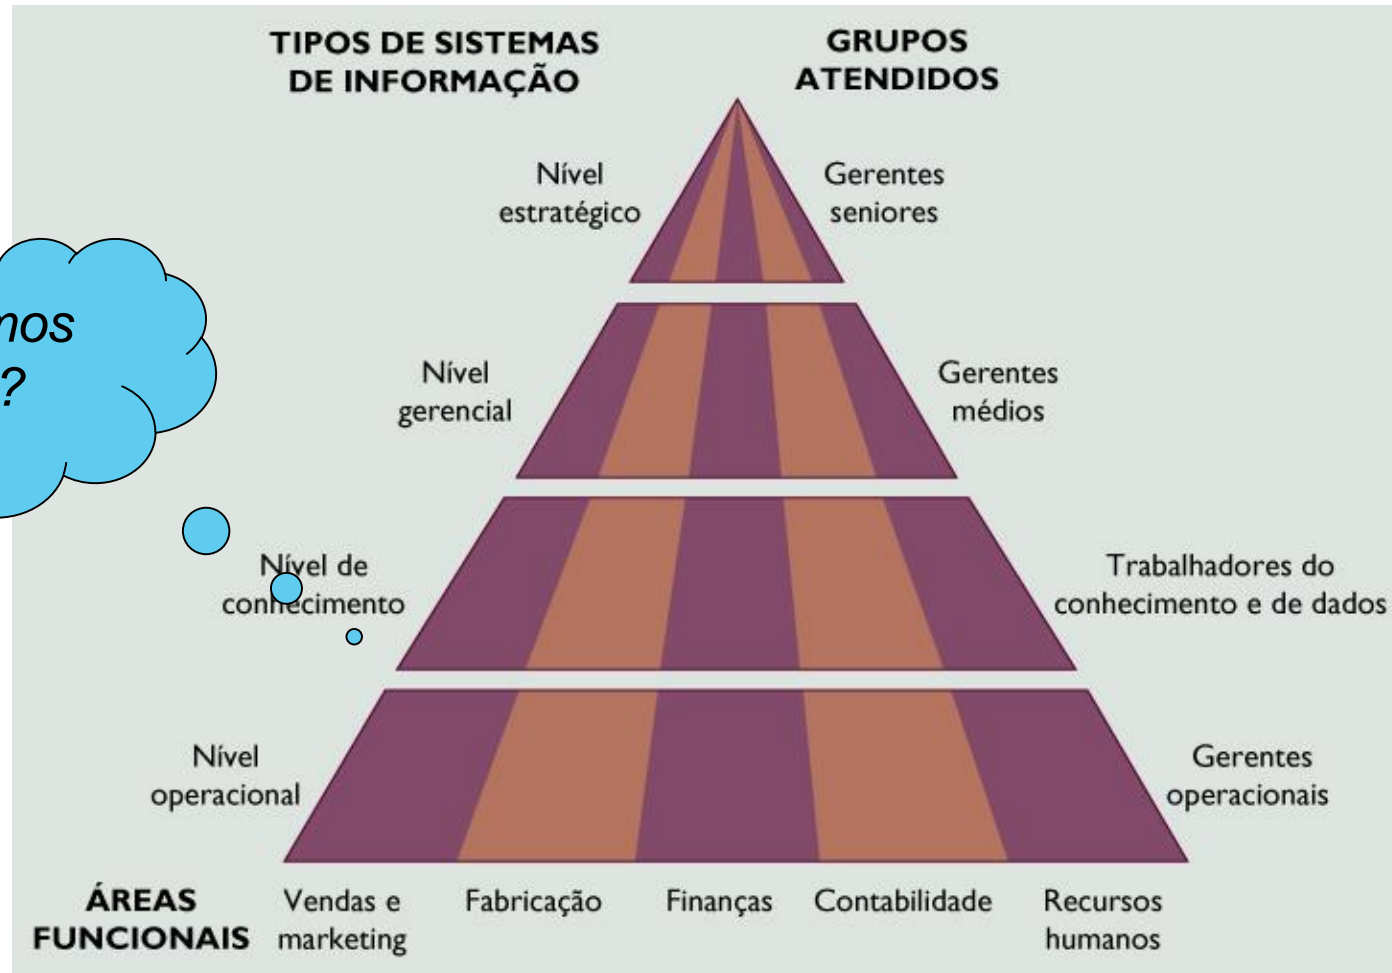 TIPOS DE SISTEMAS
DE INFORMAÇÃO
GRUPOS
ATENDIDOS
Nível
estratégico
Gerentes
seniores
?
Nível
gerencial
Gerentes
médios
Nível de
conhecimento
Trabalhadores do
conhecimento e de dados
Nível
operacional
Gerentes
operacionais
ÁREAS
FUNCIONAIS
Vendas e
marketing
Fabricação
Finanças
Contabilidade
Recursos
humanos